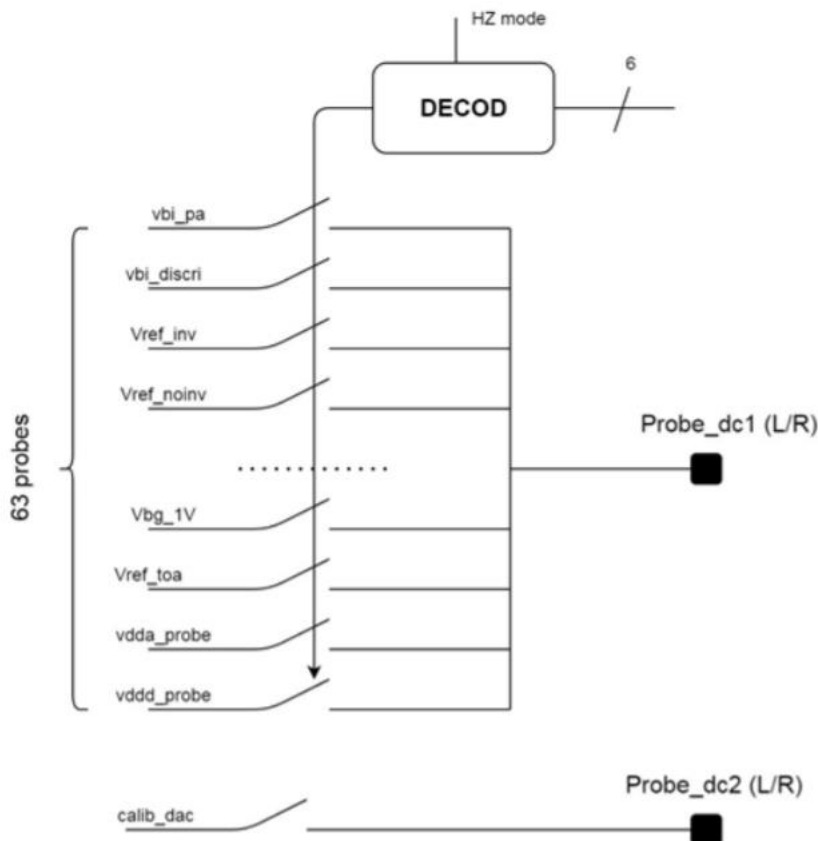 HZ mode
6
DECOD
vbi_pa
vbi_discri
Vref_inv
Vref_noinv
63 probes
Probe_dc1 (L/R)
Vbg_1V
Vref_toa
vdda_probe
vddd_probe
Probe_dc2 (L/R)
calib_dac